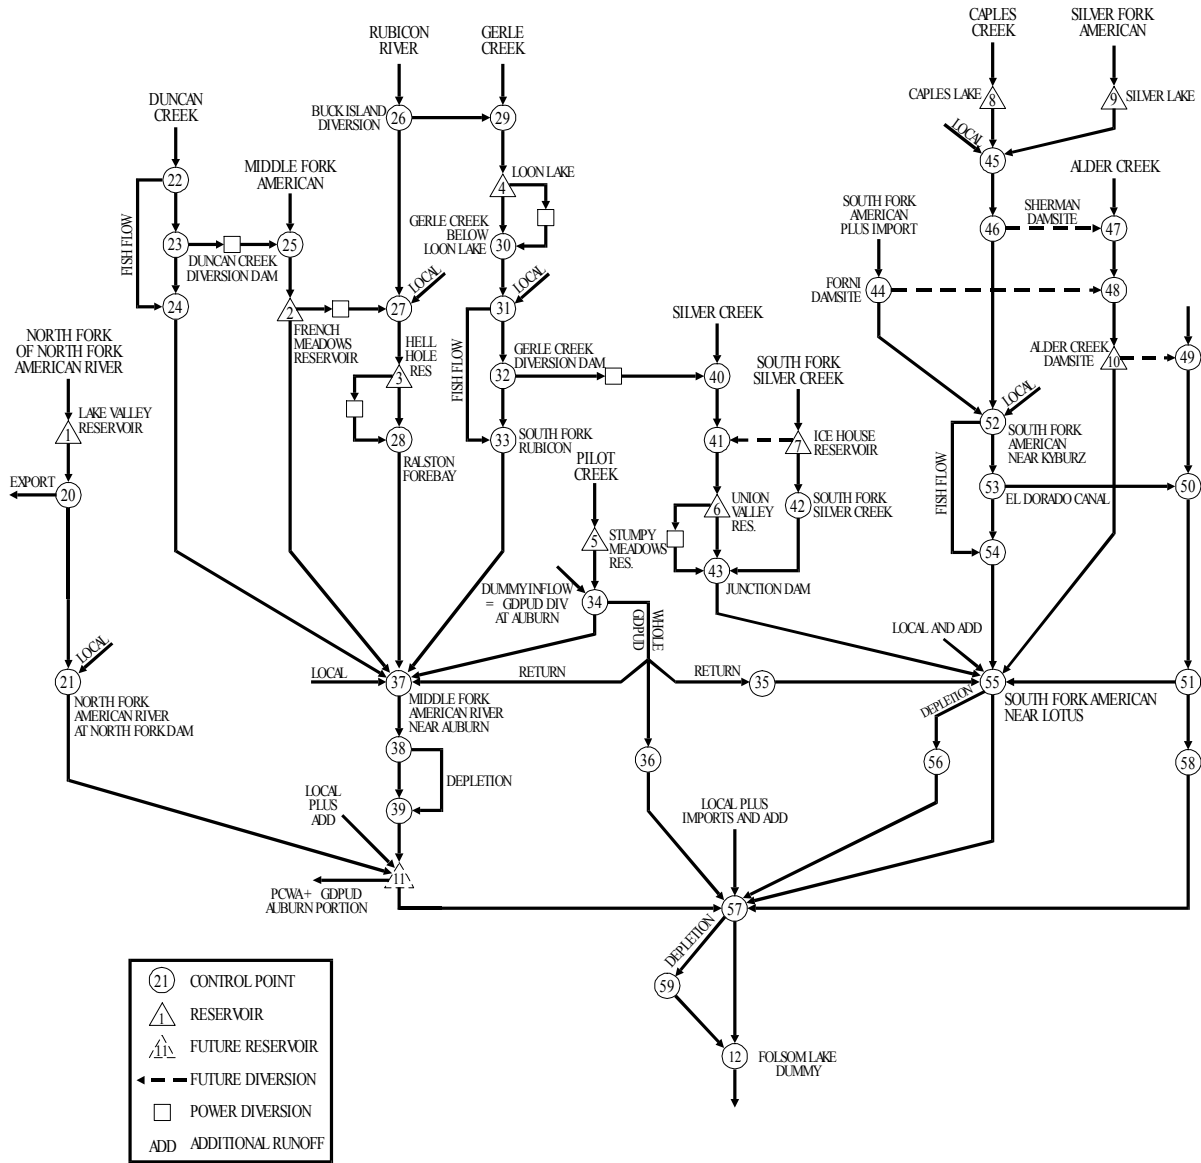 CAPLES
CREEK
SILVER FORK
AMERICAN
RUBICON
RIVER
GERLE
CREEK
CAPLES LAKE
8
9
SILVER LAKE
DUNCAN
CREEK
BUCK ISLAND
DIVERSION
26
29
LOCAL
45
MIDDLE FORK
AMERICAN
ALDER CREEK
22
4
LOON LAKE
SOUTH FORK
AMERICAN
PLUS IMPORT
SHERMAN
DAMSITE
FISH FLOW
23
25
GERLE CREEK
BELOW
LOON LAKE
30
46
47
DUNCAN CREEK
DIVERSION DAM
LOCAL
LOCAL
FORNI
DAMSITE
44
48
24
2
27
31
FRENCH
MEADOWS
RESERVOIR
SILVER CREEK
NORTH FORK
OF NORTH FORK
AMERICAN RIVER
HELL
HOLE
RES
3
FISH FLOW
GERLE CREEK
DIVERSION DAM
32
40
SOUTH FORK
SILVER CREEK
ALDER CREEK
DAMSITE
10
49
LOCAL
LAKE VALLEY
RESERVOIR
1
28
33
SOUTH FORK
RUBICON
41
7
ICE HOUSE
RESERVOIR
52
SOUTH FORK
AMERICAN
NEAR KYBURZ
RALSTON
FOREBAY
PILOT
CREEK
FISH FLOW
EXPORT
20
6
UNION
VALLEY
RES.
42
SOUTH FORK
SILVER CREEK
53
EL DORADO CANAL
50
5
STUMPY
MEADOWS
RES.
54
43
JUNCTION DAM
DUMMY INFLOW
= GDPUD DIV
AT AUBURN
34
WHOLE
GDPUD
LOCAL AND ADD
LOCAL
21
LOCAL
37
RETURN
RETURN
35
55
51
NORTH FORK
AMERICAN RIVER
AT NORTH FORK DAM
MIDDLE FORK
AMERICAN RIVER
NEAR AUBURN
DEPLETION
SOUTH FORK AMERICAN
NEAR LOTUS
38
DEPLETION
36
56
58
LOCAL
PLUS
ADD
39
LOCAL PLUS
IMPORTS AND ADD
11
PCWA + GDPUD
AUBURN PORTION
57
DEPLETION
59
12
FOLSOM LAKE
DUMMY
21 CONTROL POINT
1 RESERVOIR
11 FUTURE RESERVOIR
FUTURE DIVERSION
POWER DIVERSION
ADD ADDITIONAL RUNOFF